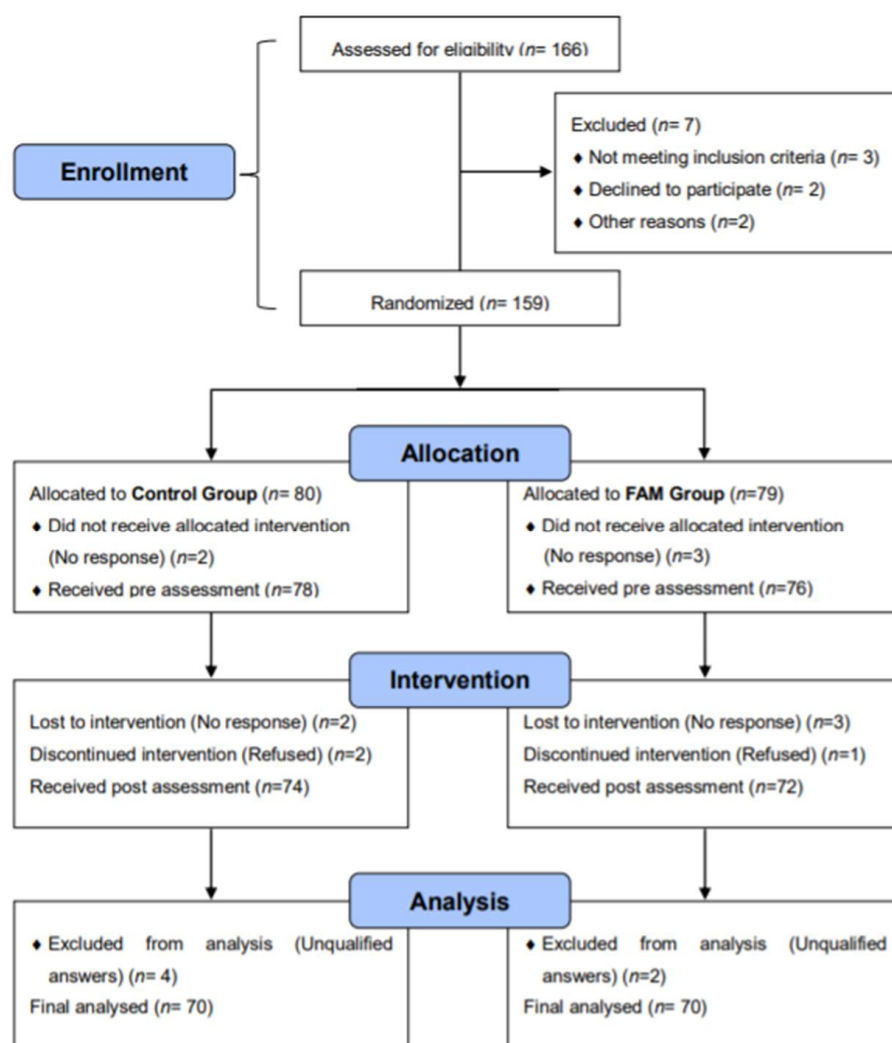 Assessed for eligibility (n= 166)
Excluded (n= 7)
♦ Not meeting inclusion criteria (n= 3)
♦ Declined to participate (n= 2)
♦ Other reasons (n=2)
Enrollment
Randomized (n= 159)
Allocation
Allocated to Control Group (n= 80)
♦ Did not receive allocated intervention
(No response) (n=2)
♦ Received pre assessment (n=78)
Allocated to FAM Group (n=79)
♦ Did not receive allocated intervention
(No response) (n=3)
♦ Received pre assessment (n=76)
Intervention
Lost to intervention (No response) (n=2)
Discontinued intervention (Refused) (n=2)
Received post assessment (n=74)
Lost to intervention (No response) (n=3)
Discontinued intervention (Refused) (n=1)
Received post assessment (n=72)
Analysis
♦ Excluded from analysis (Unqualified
answers) (n= 4)
Final analysed (n= 70)
♦ Excluded from analysis (Unqualified
answers) (n=2)
Final analysed (n= 70)